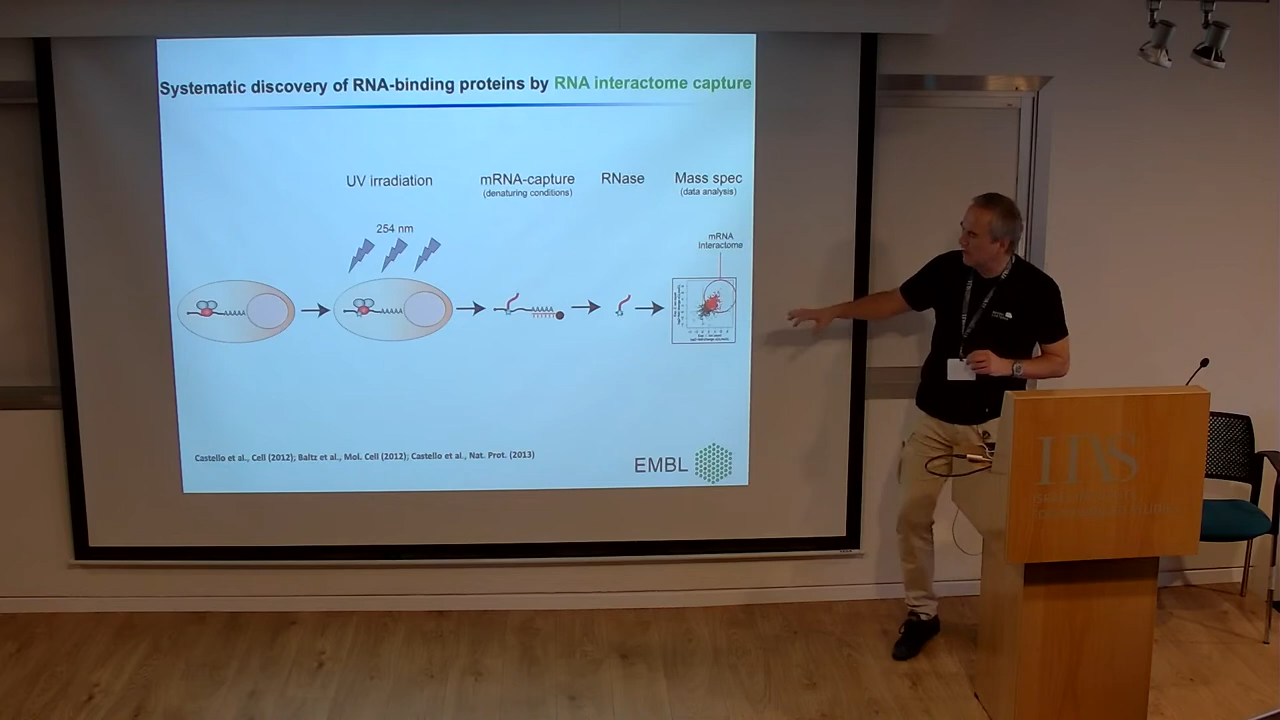 Systematic discovery of RNA-binding proteins by RNA interactome capture
UV irradiation
mRNA-capture
(denaturing conditions)
RNase
Mass spec
(data analysis)
254 nm
mRNA
Interactome
Castello et al., Cell (2012); Baltz et al., Mol. Cell (2012); Castello et al., Nat. Prot. (2013)
EMBL
IIAS